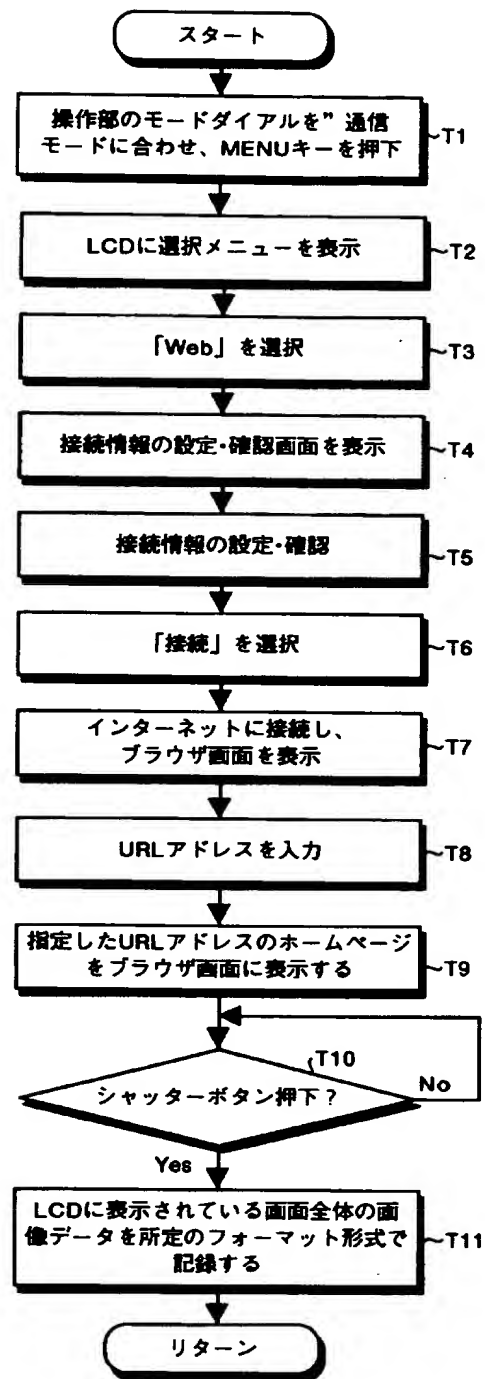 スタート
操作部のモードダイアルを”通信
モードに合わせ、MENUキーを押下
T1
LCDに選択メニューを表示
T2
「Web」を選択
T3
接続情報の設定・確認画面を表示
T4
接続情報の設定・確認
T5
「接続」を選択
T6
インターネットに接続し、
ブラウザ画面を表示
T7
URLアドレスを入力
T8
指定したURLアドレスのホームページ
をブラウザ画面に表示する
T9
T10
シャッターボタン押下？
No
Yes
LCDに表示されている画面全体の画
像データを所定のフォーマット形式で
記録する
T11
リターン